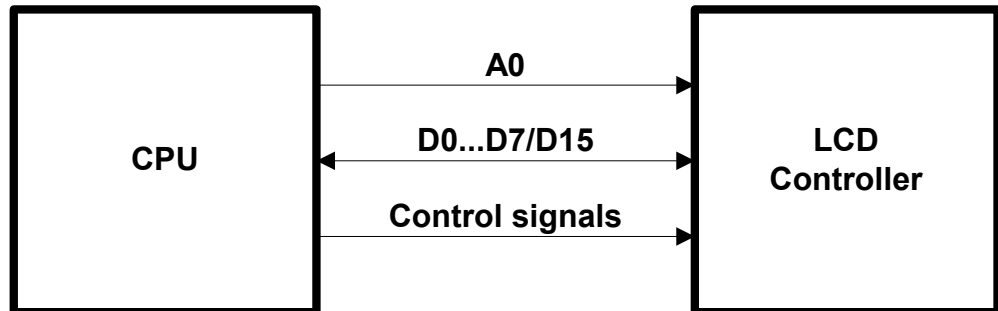 CPU
A0
D0...D7/D15
Control signals
LCD
Controller